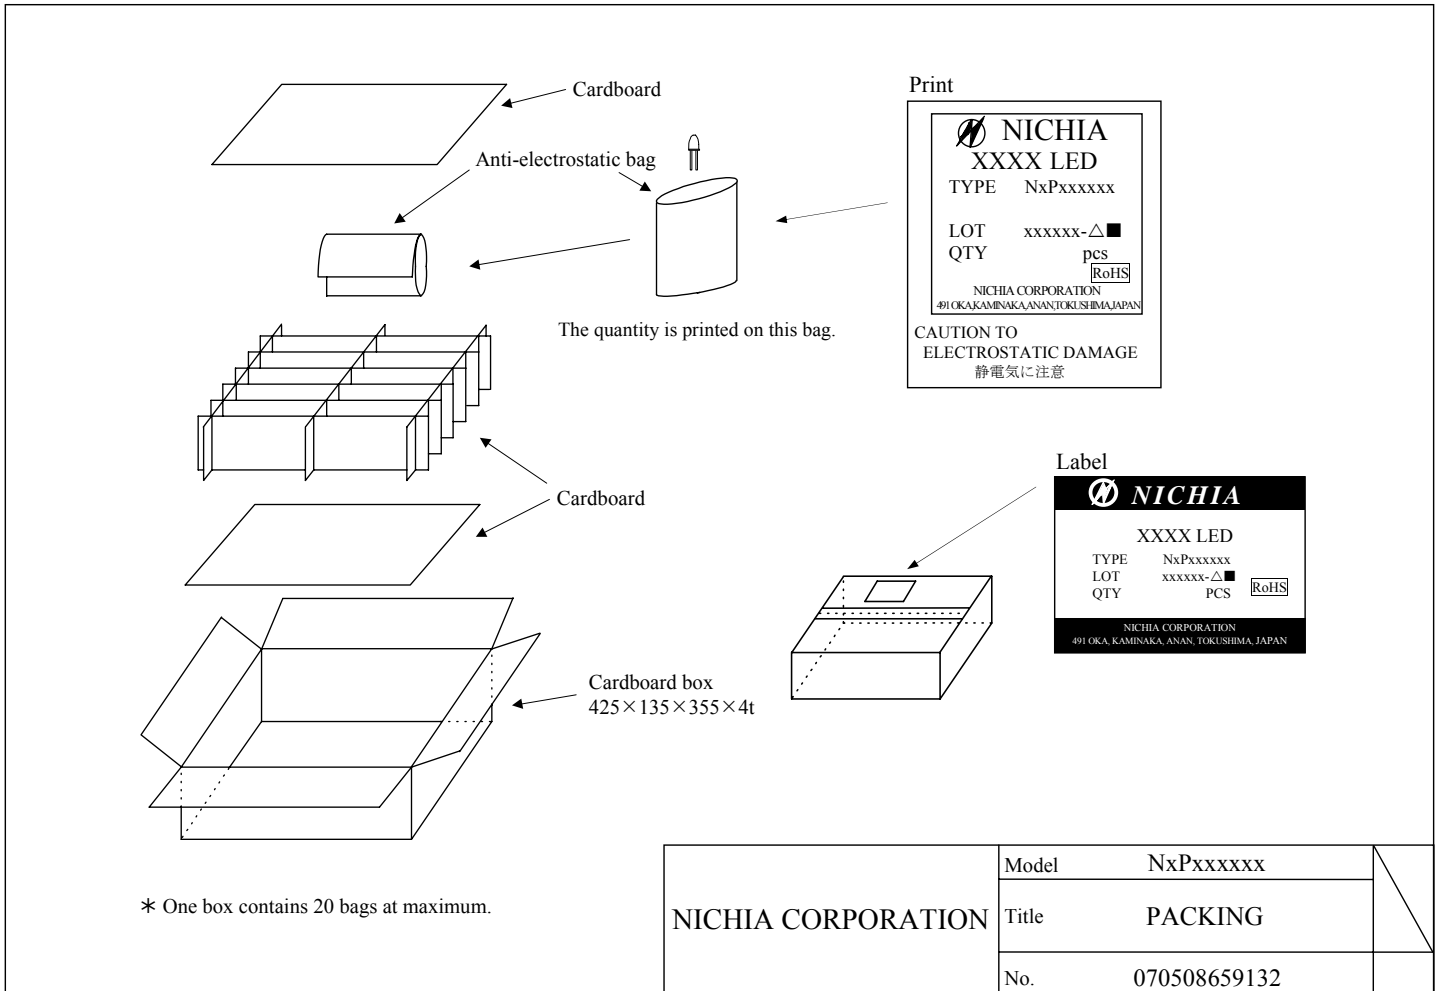 Cardboard
Anti-electrostatic bag
The quantity is printed on this bag.
Print
NICHIA
XXXX LED
TYPE NxPxxxxxx
LOT xxxxxx-△■
QTY pcs
RoHS
NICHIA CORPORATION
491 OKA,KAMINAKA,ANAN,TOKUSHIMA,JAPAN
CAUTION TO
ELECTROSTATIC DAMAGE
静電気に注意
Cardboard
Label
NICHIA
XXXX LED
TYPE NxPxxxxxx
LOT xxxxxx-△■
QTY PCS
RoHS
NICHIA CORPORATION
491 OKA, KAMINAKA, ANAN, TOKUSHIMA, JAPAN
Cardboard box
425×135×355×4t
＊ One box contains 20 bags at maximum.
NICHIA CORPORATION
Model NxPxxxxxx
Title PACKING
No. 070508659132